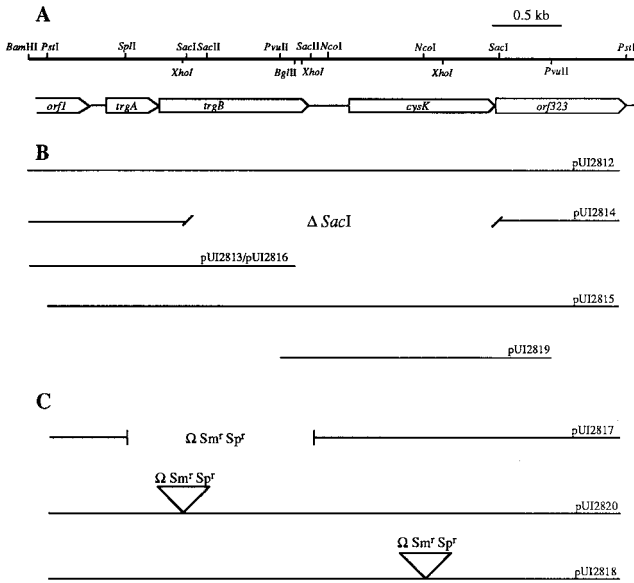 A
0.5 kb
BamHI PstI SplI SacI SacII PvuII SacII NcoI NcoI SacI PstI
XhoI BglII XhoI XhoI PvuII
orf1 trgA trgB cysK orf323
B
pUI2812
Δ SacI pUI2814
pUI2813/pUI2816
pUI2815
pUI2819
C
Ω Smʳ Spʳ pUI2817
Ω Smʳ Spʳ
pUI2820
Ω Smʳ Spʳ
pUI2818